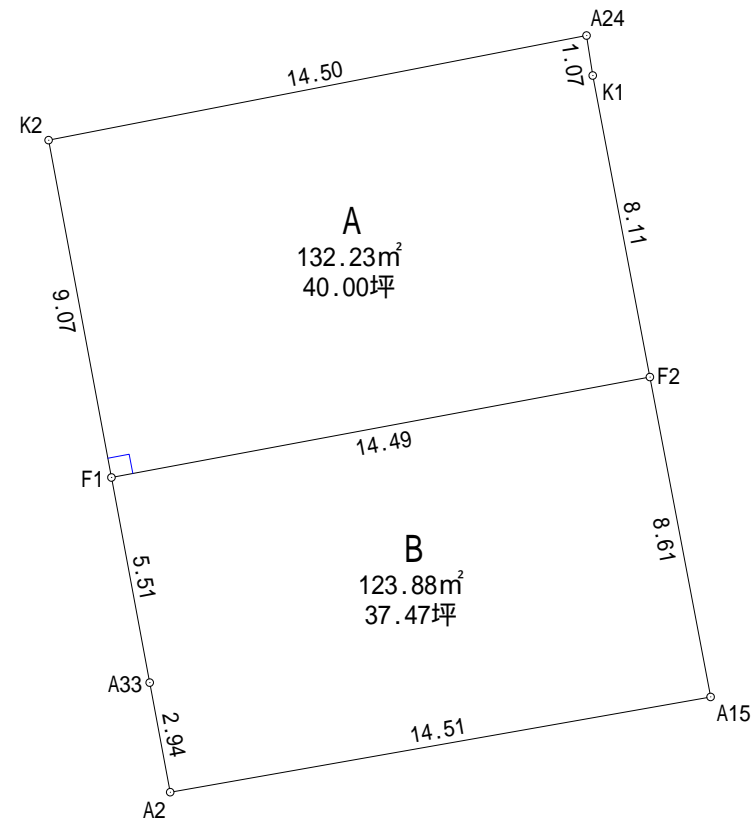 A24
1.07
K1
14.50
K2
8.11
A
132.23㎡
40.00坪
9.07
F2
14.49
F1
B
123.88㎡
37.47坪
8.61
5.51
A33
2.94
A15
14.51
A2